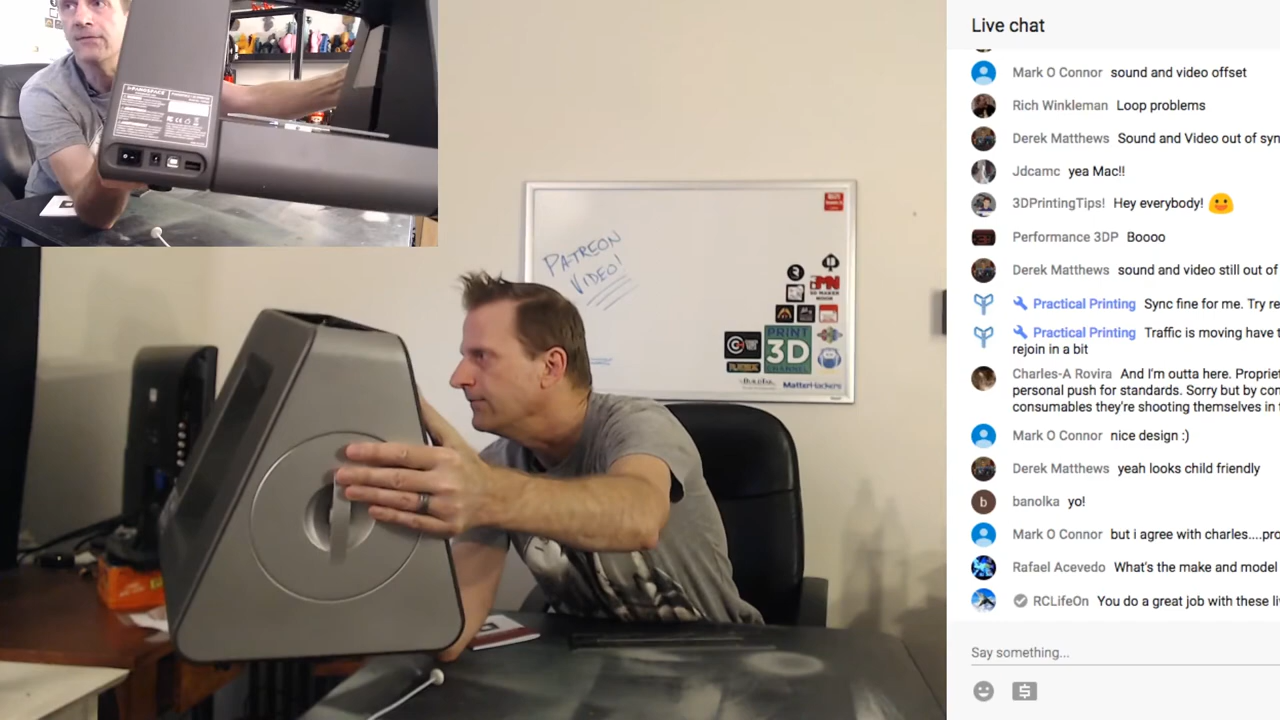 PATREON
VIDEO!
PRINT
3D
CHANNEL
MatterHackers
Live chat
Mark O Connor sound and video offset
Rich Winkleman Loop problems
Derek Matthews Sound and Video out of syn
Jdcamc yea Mac!!
3DPrintingTips! Hey everybody! 😃
Performance 3DP Boooo
Derek Matthews sound and video still out of
Practical Printing Sync fine for me. Try re
Practical Printing Traffic is moving have
rejoin in a bit
Charles-A Rovira And I'm outta here. Propriet
personal push for standards. Sorry but by con
consumables they're shooting themselves in
Mark O Connor nice design :)
Derek Matthews yeah looks child friendly
b banolka yo!
Mark O Connor but i agree with charles....pro
Rafael Acevedo What's the make and model
RCLifeOn You do a great job with these li
Say something...